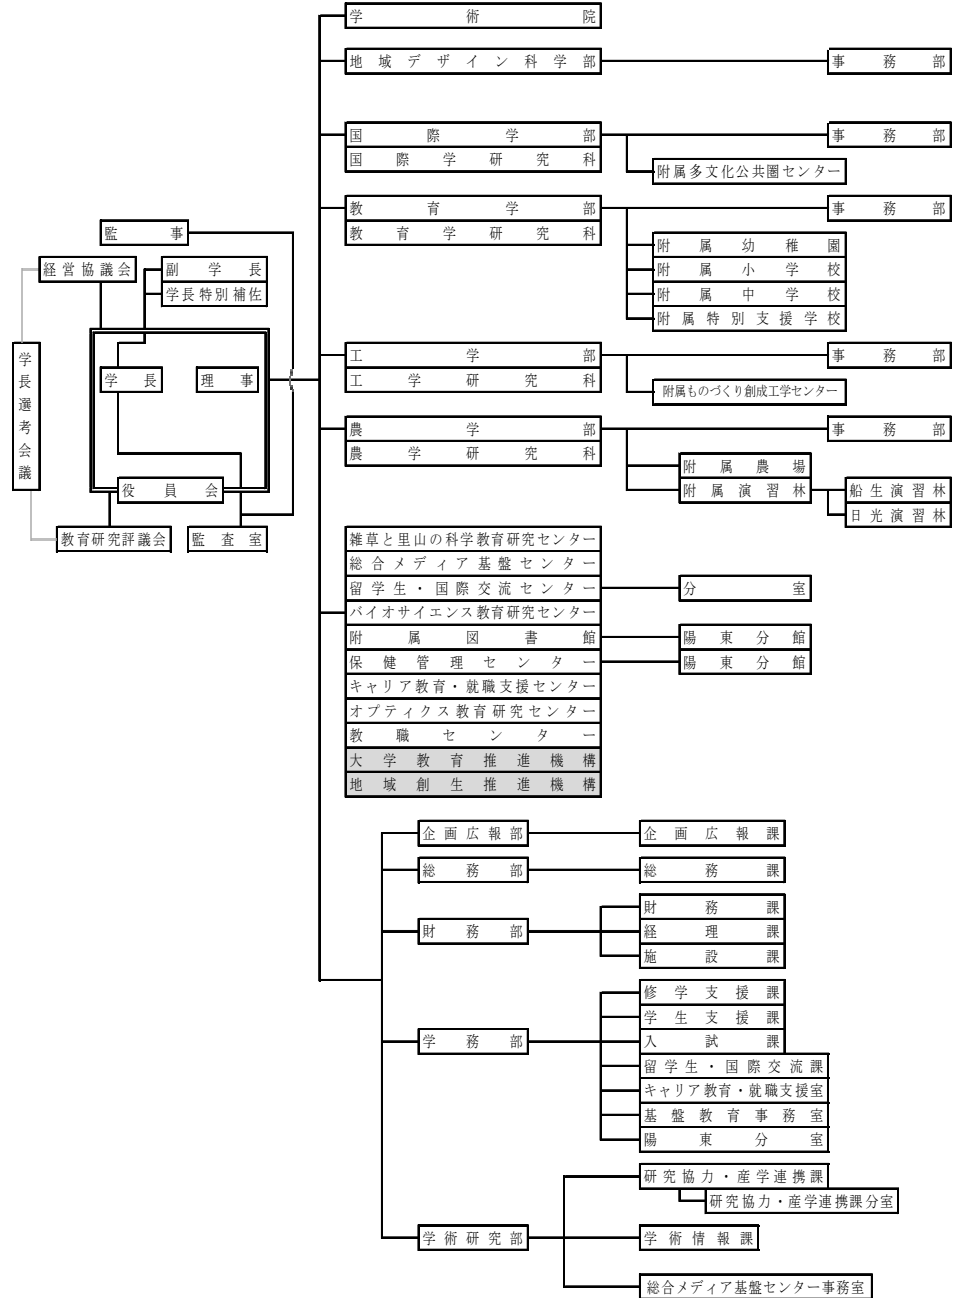 学術院
地域デザイン科学部 事務部
国際学部 事務部
国際学研究科
附属多文化公共圏センター
教育学部 事務部
教育学研究科
附属幼稚園
附属小学校
附属中学校
附属特別支援学校
監事
経営協議会
副学長
学長特別補佐
学長選考会議
学長 理事
役員会
教育研究評議会 監査室
工学部 事務部
工学研究科
附属ものづくり創成工学センター
農学部 事務部
農学研究科
附属農場
附属演習林 船生演習林
日光演習林
雑草と里山の科学教育研究センター
総合メディア基盤センター
留学生・国際交流センター 分室
バイオサイエンス教育研究センター
附属図書館 陽東分館
保健管理センター 陽東分館
キャリア教育・就職支援センター
オプティクス教育研究センター
教職センター
大学教育推進機構
地域創生推進機構
企画広報部 企画広報課
総務部 総務課
財務部
財務課
経理課
施設課
学務部
修学支援課
学生支援課
入試課
留学生・国際交流課
キャリア教育・就職支援室
基盤教育事務室
陽東分室
学術研究部
研究協力・産学連携課
研究協力・産学連携課分室
学術情報課
総合メディア基盤センター事務室